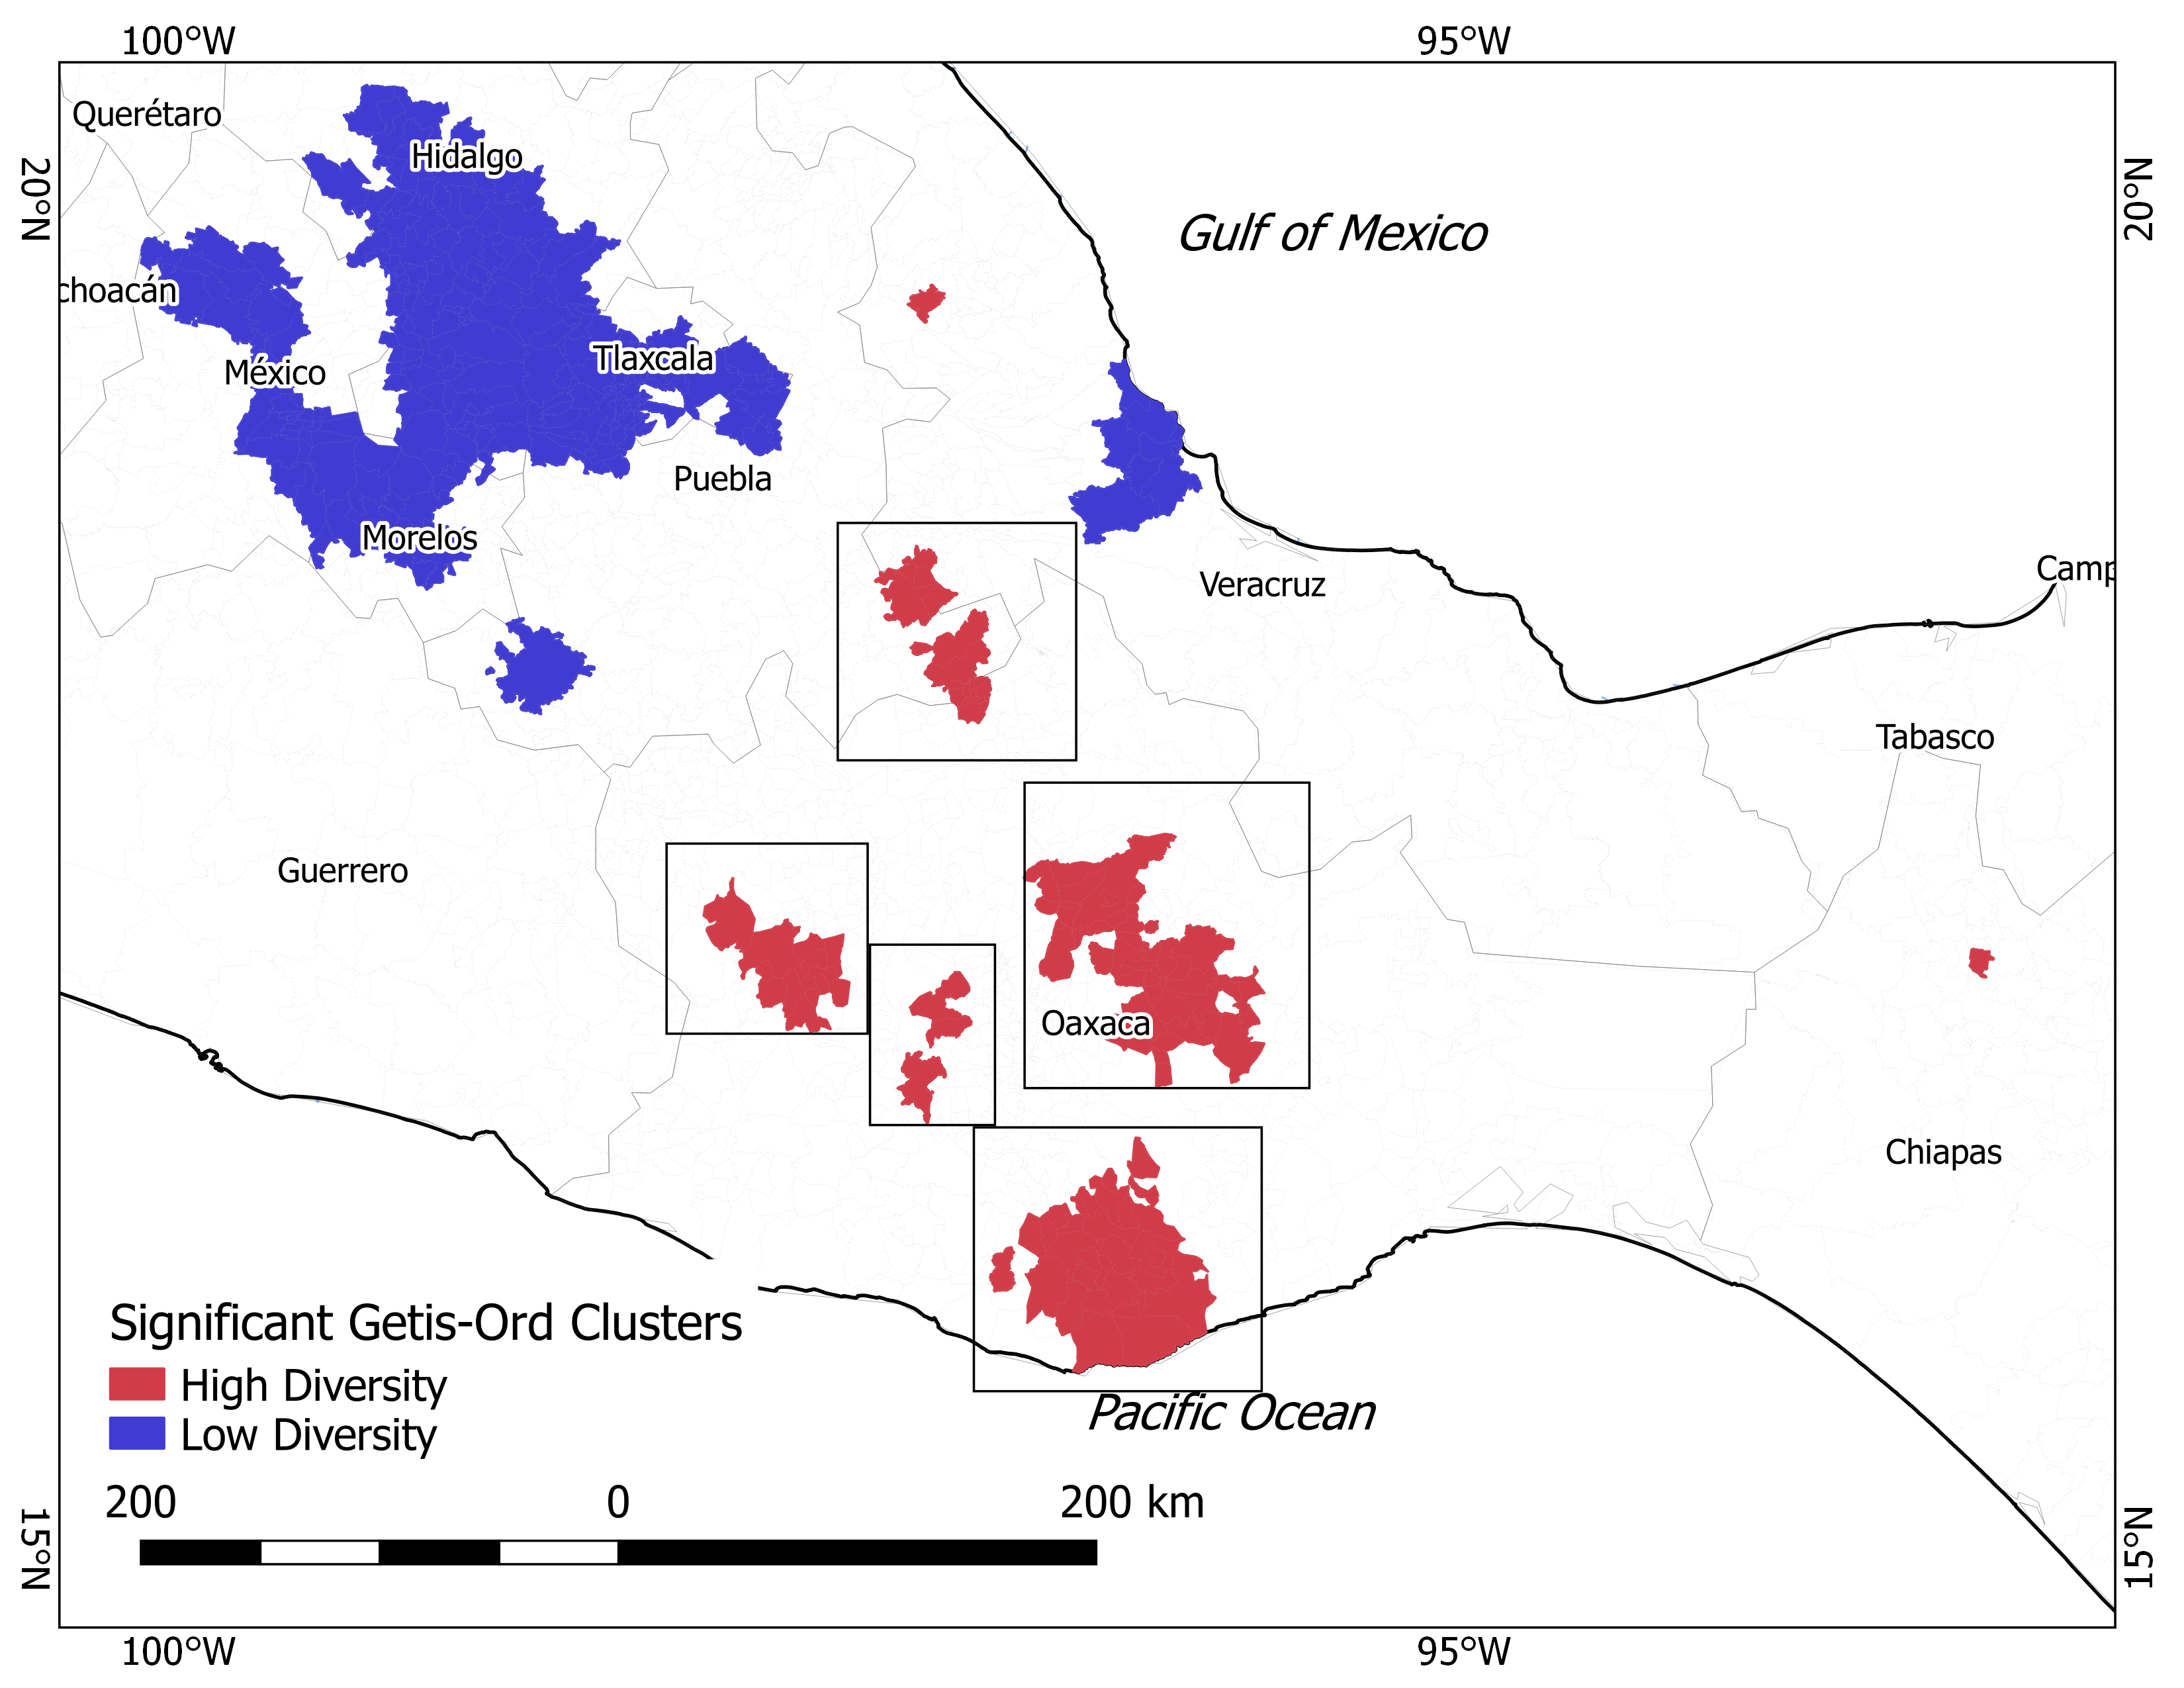 100°W
95°W
Querétaro
Hidalgo
20°N
20°N
Gulf of Mexico
choacán
Tlaxcala
México
Puebla
Morelos
Veracruz
Camp
Tabasco
Guerrero
Oaxaca
Chiapas
Significant Getis-Ord Clusters
High Diversity
Low Diversity
Pacific Ocean
200 0 200 km
15°N
15°N
100°W
95°W